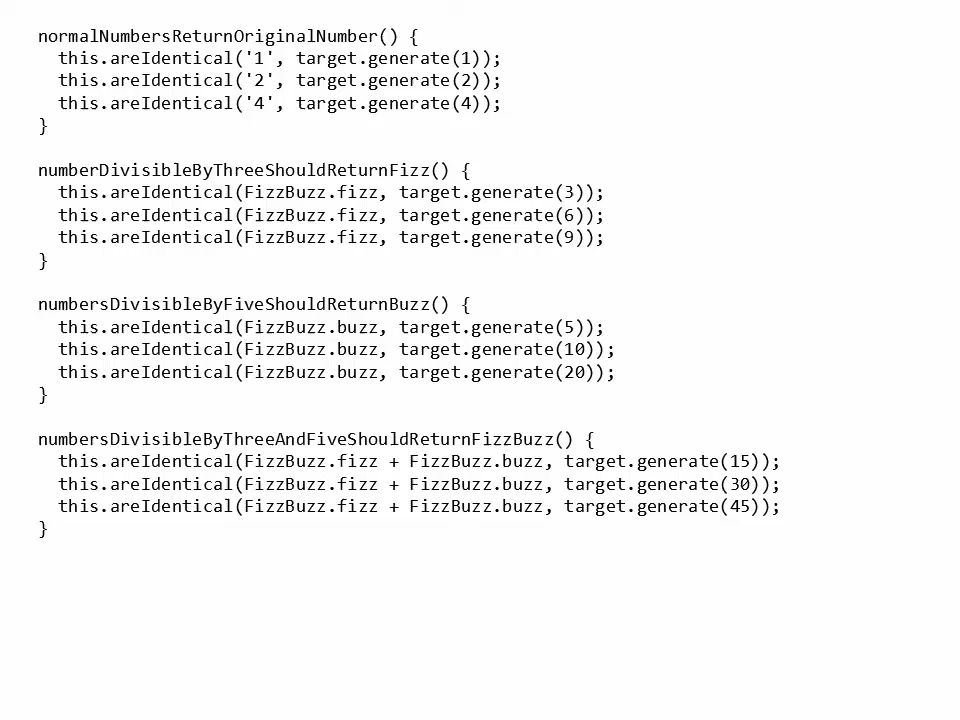 normalNumbersReturnOriginalNumber() {
  this.areIdentical('1', target.generate(1));
  this.areIdentical('2', target.generate(2));
  this.areIdentical('4', target.generate(4));
}

numberDivisibleByThreeShouldReturnFizz() {
  this.areIdentical(FizzBuzz.fizz, target.generate(3));
  this.areIdentical(FizzBuzz.fizz, target.generate(6));
  this.areIdentical(FizzBuzz.fizz, target.generate(9));
}

numbersDivisibleByFiveShouldReturnBuzz() {
  this.areIdentical(FizzBuzz.buzz, target.generate(5));
  this.areIdentical(FizzBuzz.buzz, target.generate(10));
  this.areIdentical(FizzBuzz.buzz, target.generate(20));
}

numbersDivisibleByThreeAndFiveShouldReturnFizzBuzz() {
  this.areIdentical(FizzBuzz.fizz + FizzBuzz.buzz, target.generate(15));
  this.areIdentical(FizzBuzz.fizz + FizzBuzz.buzz, target.generate(30));
  this.areIdentical(FizzBuzz.fizz + FizzBuzz.buzz, target.generate(45));
}